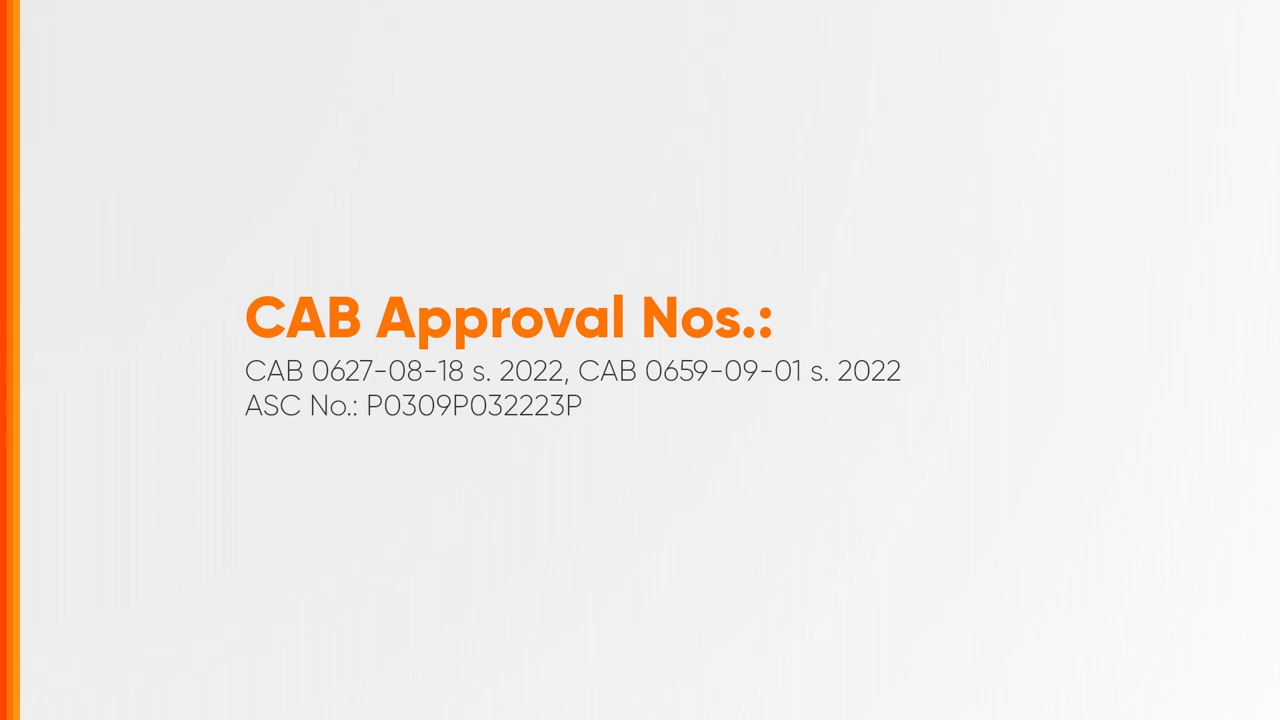 CAB Approval Nos.:
CAB 0627-08-18 s. 2022, CAB 0659-09-01 s. 2022
ASC No.: P0309P032223P